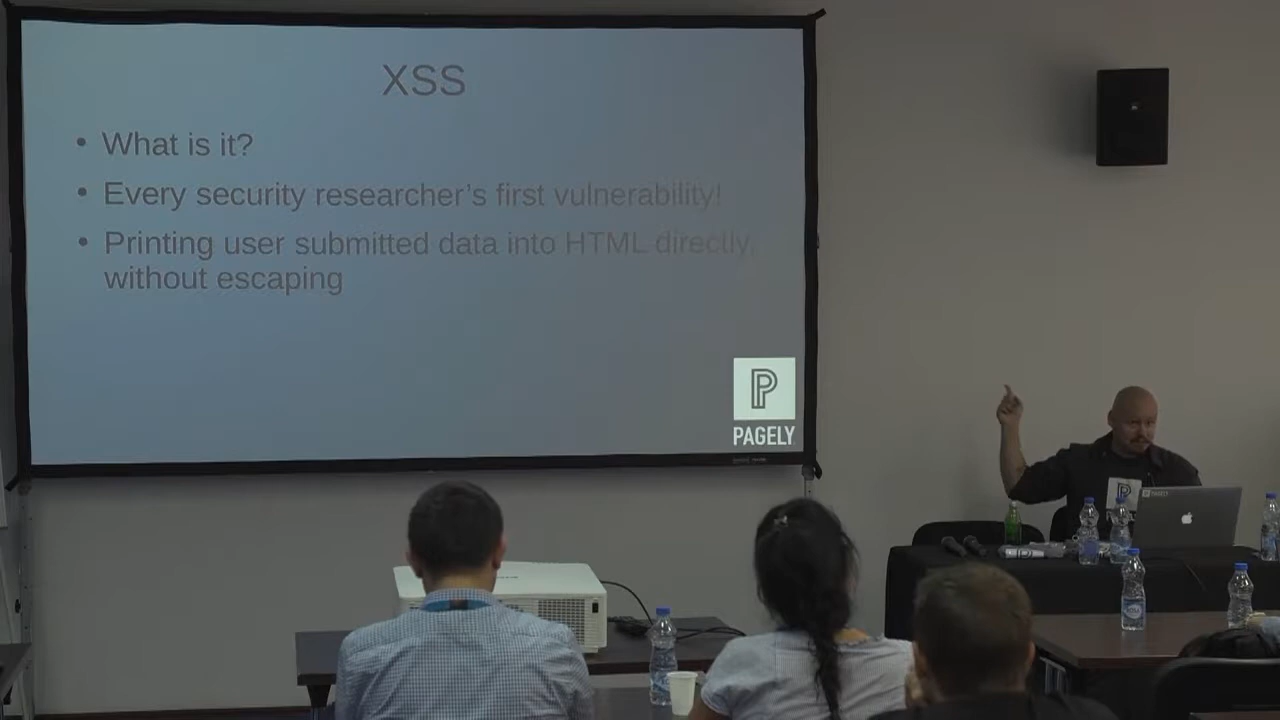 XSS
• What is it?
• Every security researcher's first vulnerability!
• Printing user submitted data into HTML directly,
without escaping
P
PAGELY